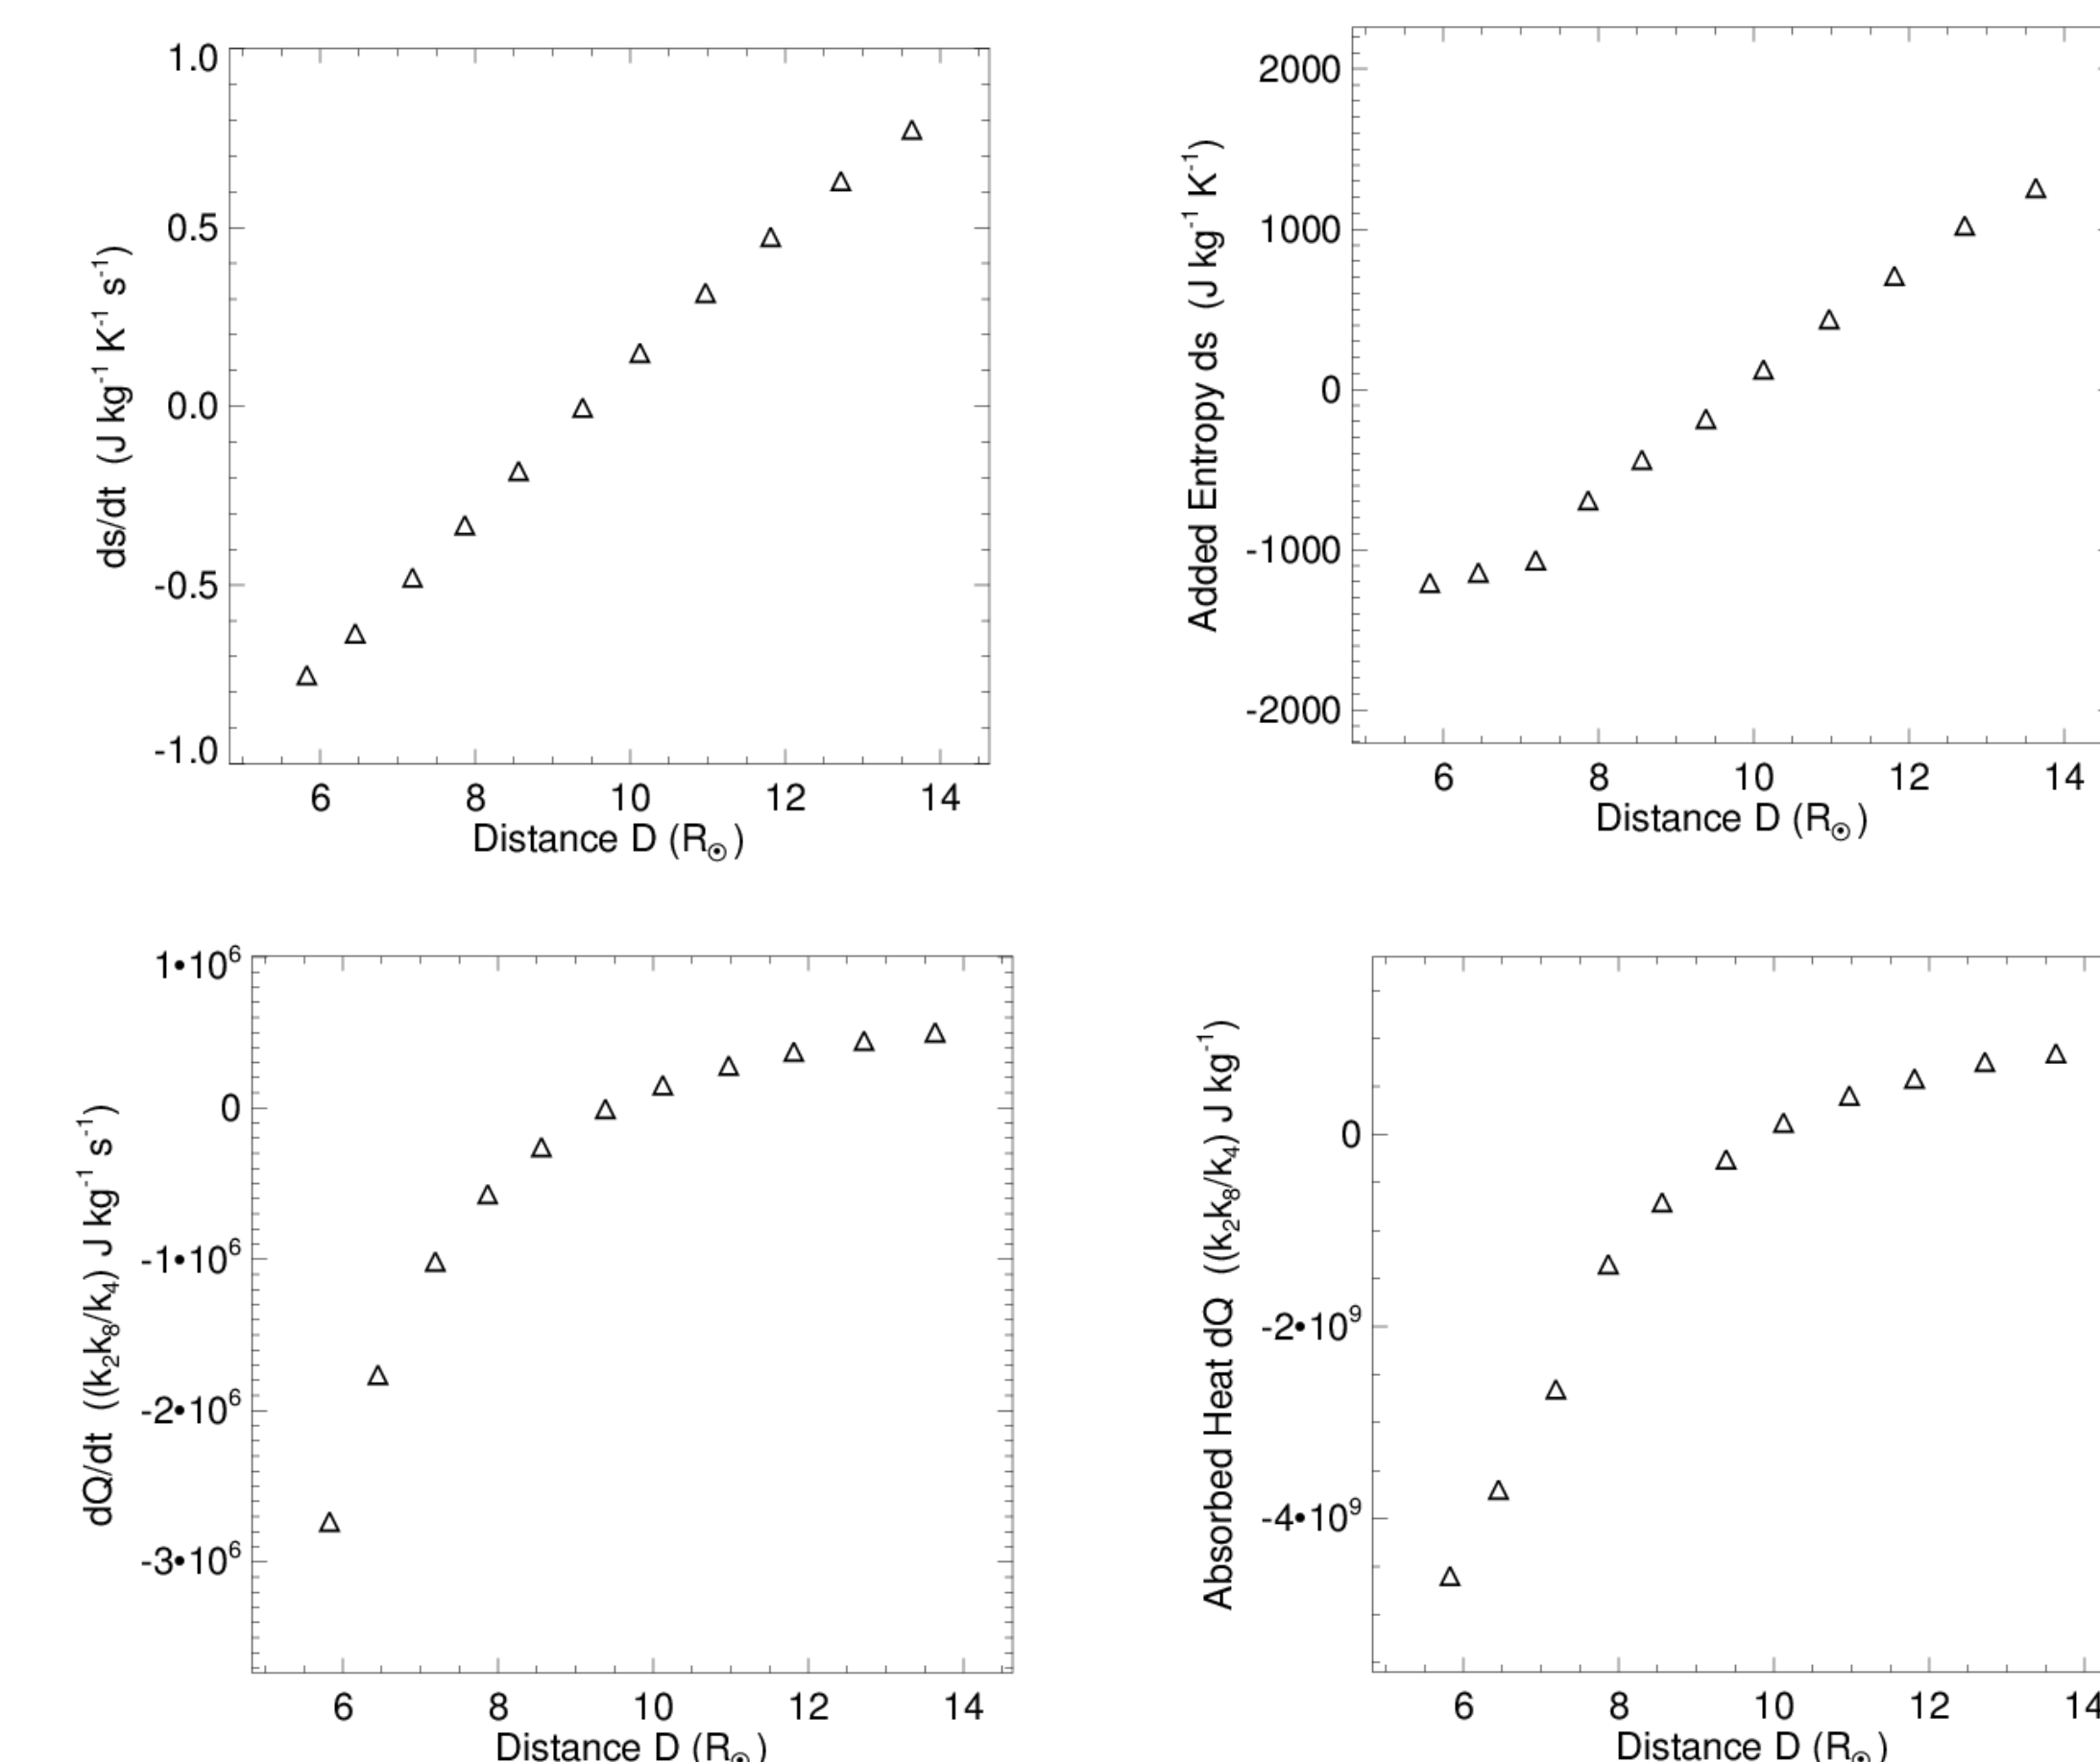 1.0
0.5
0.0
-0.5
-1.0
ds/dt (J kg⁻¹ K⁻¹ s⁻¹)
6 8 10 12 14
Distance D (R☉)
2000
1000
0
-1000
-2000
Added Entropy ds (J kg⁻¹ K⁻¹)
6 8 10 12 14
Distance D (R☉)
1•10⁶
0
-1•10⁶
-2•10⁶
-3•10⁶
dQ/dt ((k₂k₈/k₄) J kg⁻¹ s⁻¹)
6 8 10 12 14
Distance D (R☉)
0
-2•10⁹
-4•10⁹
Absorbed Heat dQ ((k₂k₈/k₄) J kg⁻¹)
6 8 10 12 14
Distance D (R☉)